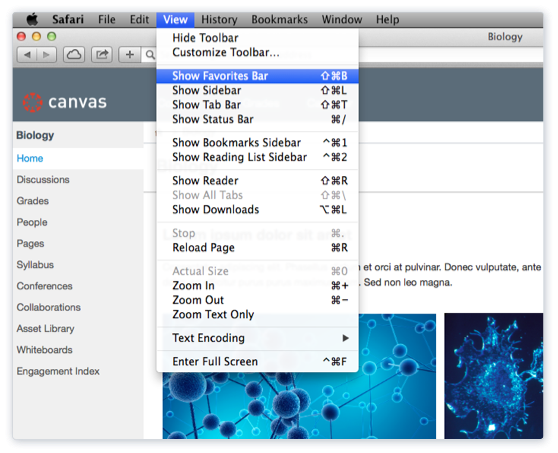 Safari File Edit View History Bookmarks Window Help
Biology
Hide Toolbar
Customize Toolbar...
Show Favorites Bar ⇧⌘B
Show Sidebar ⇧⌘L
Show Tab Bar ⇧⌘T
Show Status Bar ⌘/
Show Bookmarks Sidebar ^⌘1
Show Reading List Sidebar ^⌘2
Show Reader ⇧⌘R
Show All Tabs ⇧⌘\
Show Downloads ⌥⌘L
Stop ⌘.
Reload Page ⌘R
Actual Size ⌘0
Zoom In ⌘+
Zoom Out ⌘−
Zoom Text Only
Text Encoding
Enter Full Screen ^⌘F
canvas
Biology
Home
Discussions
Grades
People
Pages
Syllabus
Conferences
Collaborations
Asset Library
Whiteboards
Engagement Index
et orci at pulvinar. Donec vulputate, ante
. Sed non leo magna.